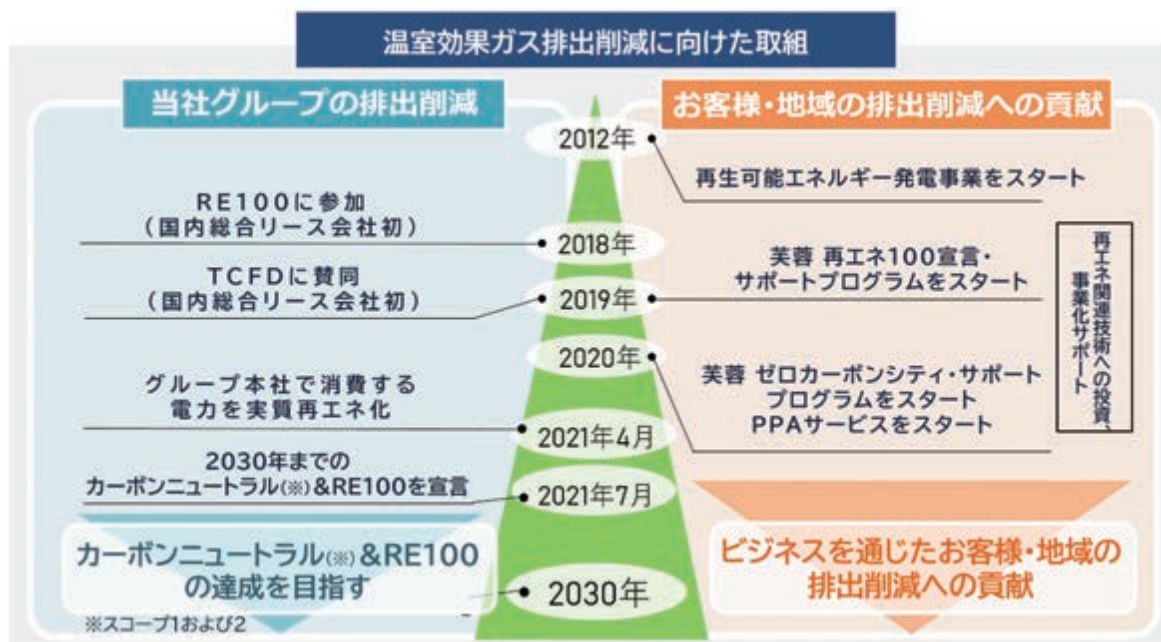 温室効果ガス排出削減に向けた取組
当社グループの排出削減
お客様・地域の排出削減への貢献
2012年
再生可能エネルギー発電事業をスタート
RE100に参加
(国内総合リース会社初)
2018年
TCFDに賛同
(国内総合リース会社初)
2019年
芙蓉 再エネ100宣言・
サポートプログラムをスタート
2020年
芙蓉 ゼロカーボンシティ・サポート
プログラムをスタート
PPAサービスをスタート
再エネ関連技術への投資、
事業化サポート
グループ本社で消費する
電力を実質再エネ化
2021年4月
2030年までの
カーボンニュートラル(※)&RE100を宣言
2021年7月
カーボンニュートラル(※)&RE100
の達成を目指す
※スコープ1および2
2030年
ビジネスを通じたお客様・地域の
排出削減への貢献